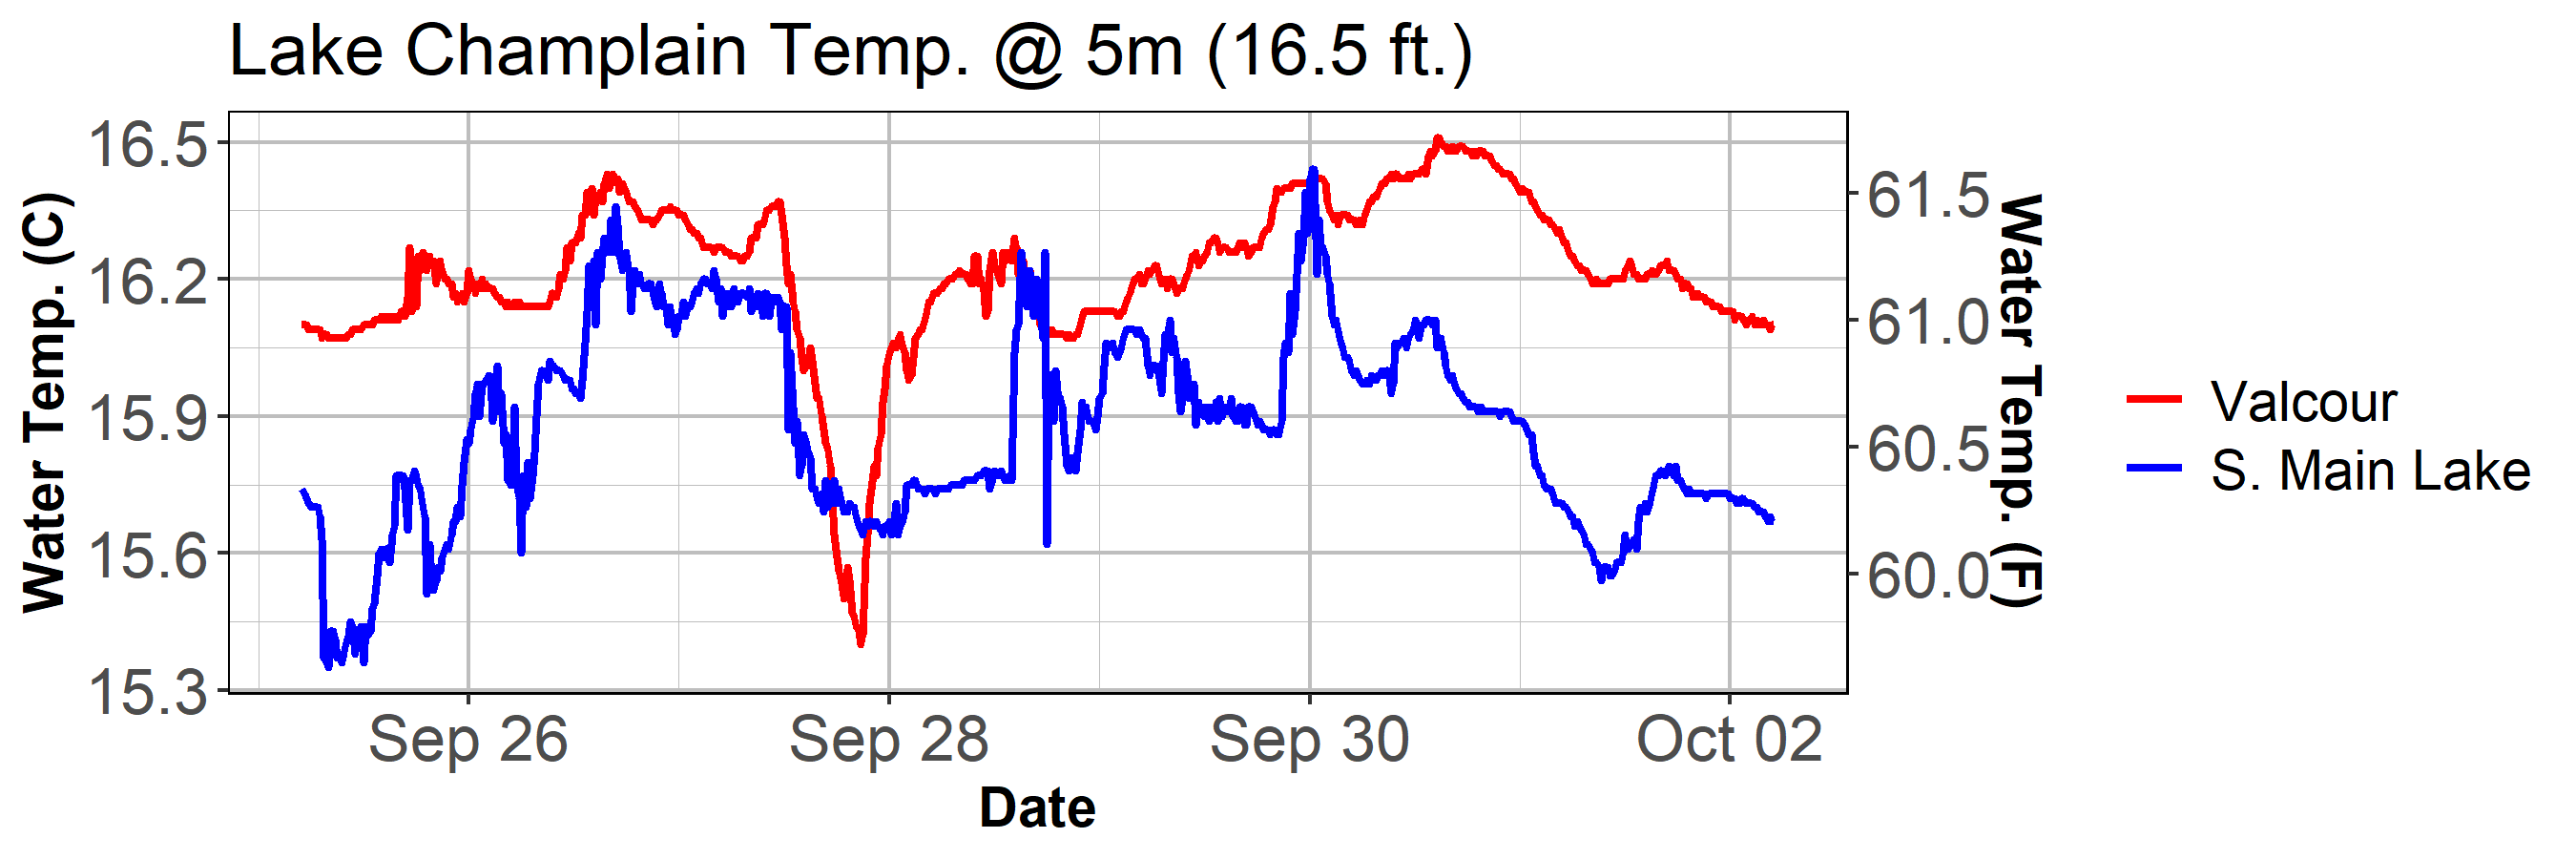 Lake Champlain Temp. @ 5m (16.5 ft.)
Water Temp. (C)
16.5
16.2
15.9
15.6
15.3
61.5
61.0
60.5
60.0
Water Temp. (F)
Sep 26
Sep 28
Sep 30
Oct 02
Date
Valcour
S. Main Lake